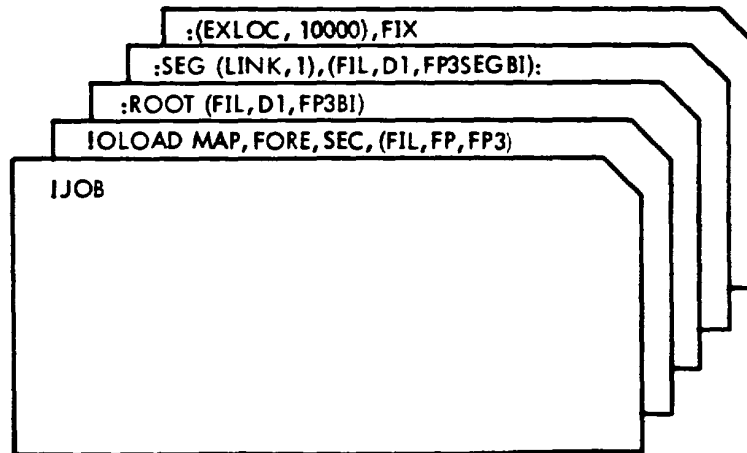 :(EXLOC, 10000),FIX
:SEG (LINK,1),(FIL,D1,FP3SEGBI):
:ROOT (FIL,D1,FP3BI)
!OLOAD MAP,FORE,SEC,(FIL,FP,FP3)
!JOB